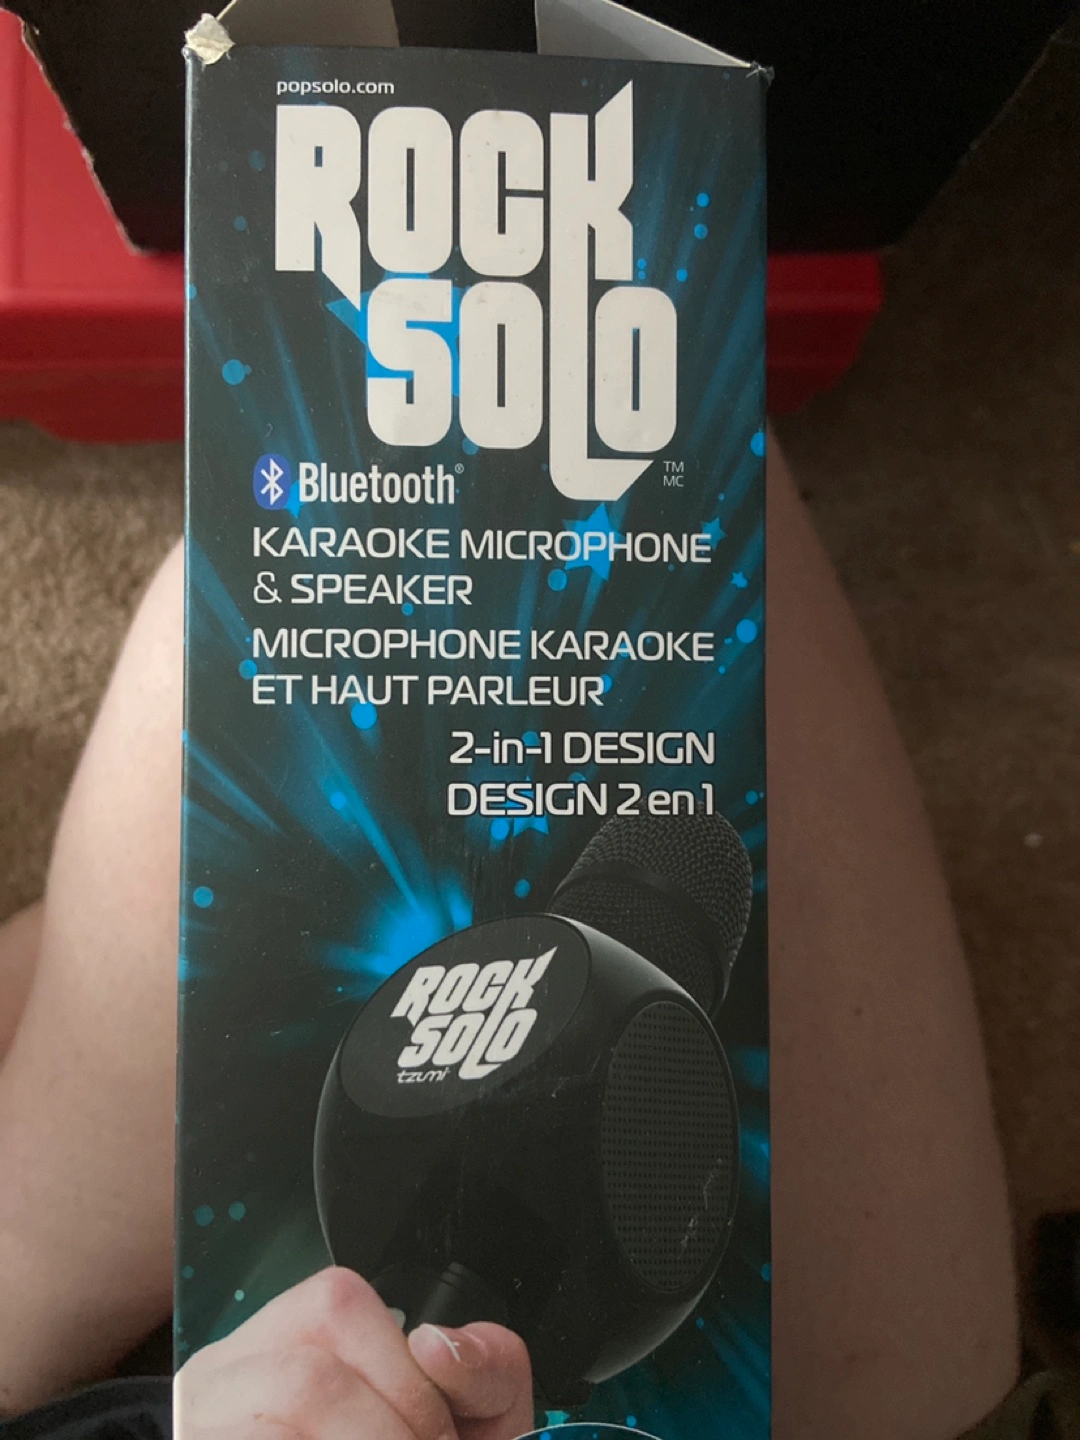 popsolo.com
ROCK
SOLO
TM
MC
Bluetooth®
KARAOKE MICROPHONE
& SPEAKER
MICROPHONE KARAOKE
ET HAUT PARLEUR
2-in-1 DESIGN
DESIGN 2 en 1
ROCK
SOLO
tzumi